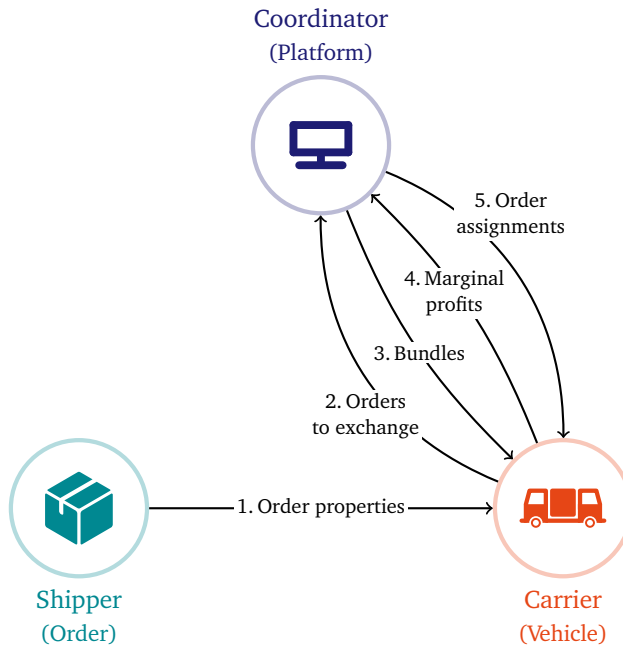 Coordinator
(Platform)
5. Order
assignments
4. Marginal
profits
3. Bundles
2. Orders
to exchange
1. Order properties
Shipper
(Order)
Carrier
(Vehicle)